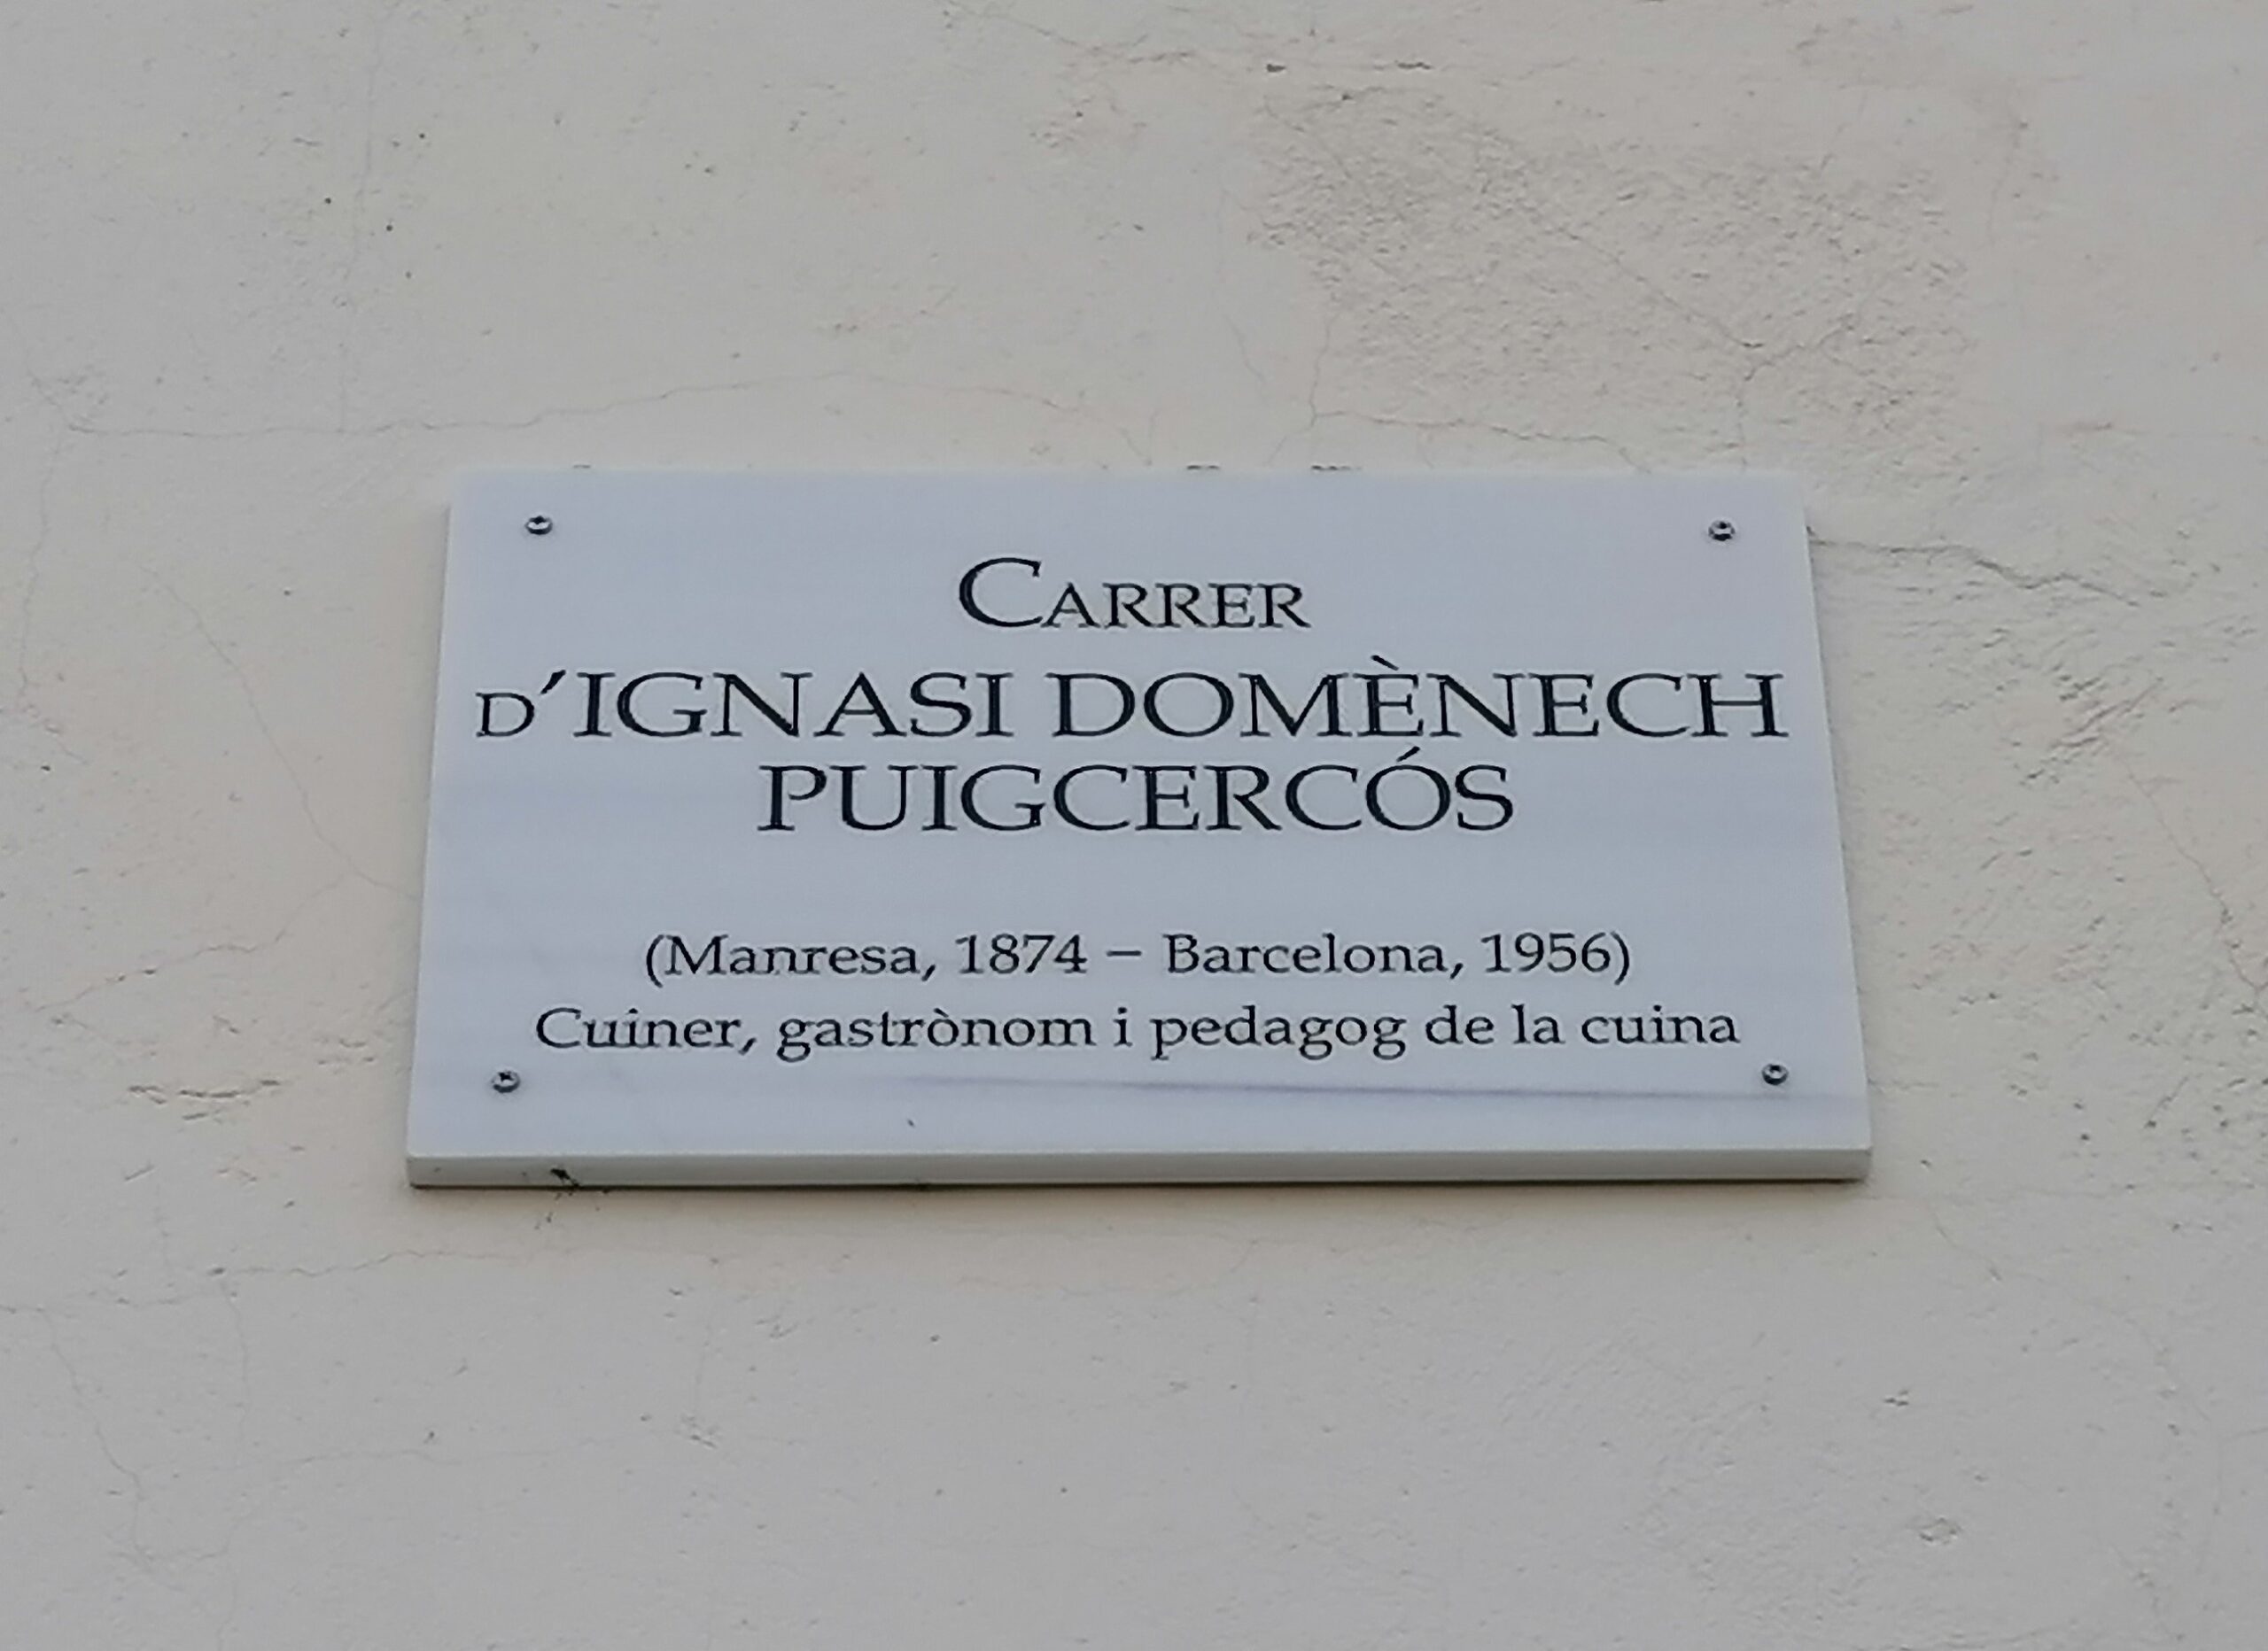 CARRER
D'IGNASI DOMÈNECH
PUIGCERCÓS
(Manresa, 1874 – Barcelona, 1956)
Cuiner, gastrònom i pedagog de la cuina